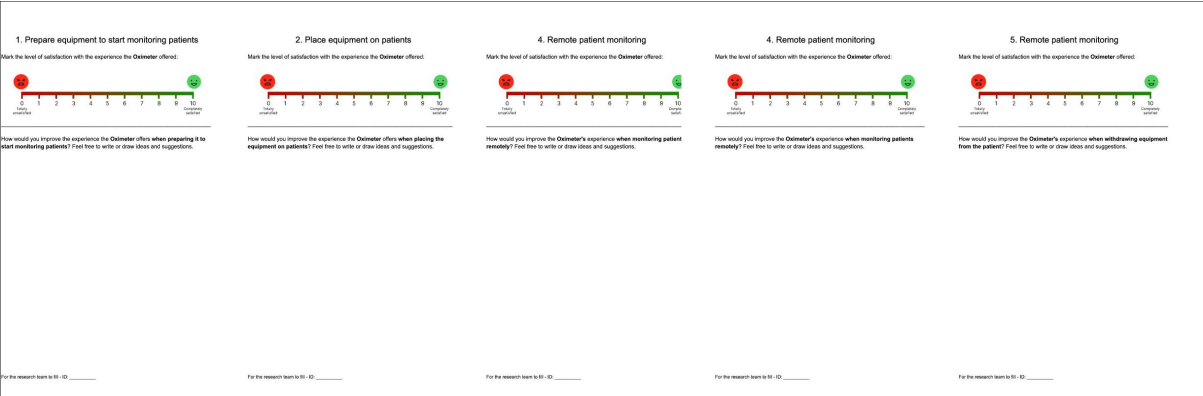 1. Prepare equipment to start monitoring patients
Mark the level of satisfaction with the experience the Oximeter offered:
0 1 2 3 4 5 6 7 8 9 10
Totally unsatisfied
Completely satisfied
How would you improve the experience the Oximeter offers when preparing it to
start monitoring patients? Feel free to write or draw ideas and suggestions.
For the research team to fill - ID: __________
2. Place equipment on patients
Mark the level of satisfaction with the experience the Oximeter offered:
0 1 2 3 4 5 6 7 8 9 10
Totally unsatisfied
Completely satisfied
How would you improve the experience the Oximeter offers when placing the
equipment on patients? Feel free to write or draw ideas and suggestions.
For the research team to fill - ID: __________
4. Remote patient monitoring
Mark the level of satisfaction with the experience the Oximeter offered:
0 1 2 3 4 5 6 7 8 9 10
Totally unsatisfied
How would you improve the Oximeter's experience when monitoring patient
remotely? Feel free to write or draw ideas and suggestions.
For the research team to fill - ID: __________
4. Remote patient monitoring
Mark the level of satisfaction with the experience the Oximeter offered:
0 1 2 3 4 5 6 7 8 9 10
Totally unsatisfied
Completely satisfied
How would you improve the Oximeter's experience when monitoring patients
remotely? Feel free to write or draw ideas and suggestions.
For the research team to fill - ID: __________
5. Remote patient monitoring
Mark the level of satisfaction with the experience the Oximeter offered:
0 1 2 3 4 5 6 7 8 9 10
Totally unsatisfied
Completely satisfied
How would you improve the Oximeter's experience when withdrawing equipment
from the patient? Feel free to write or draw ideas and suggestions.
For the research team to fill - ID: __________